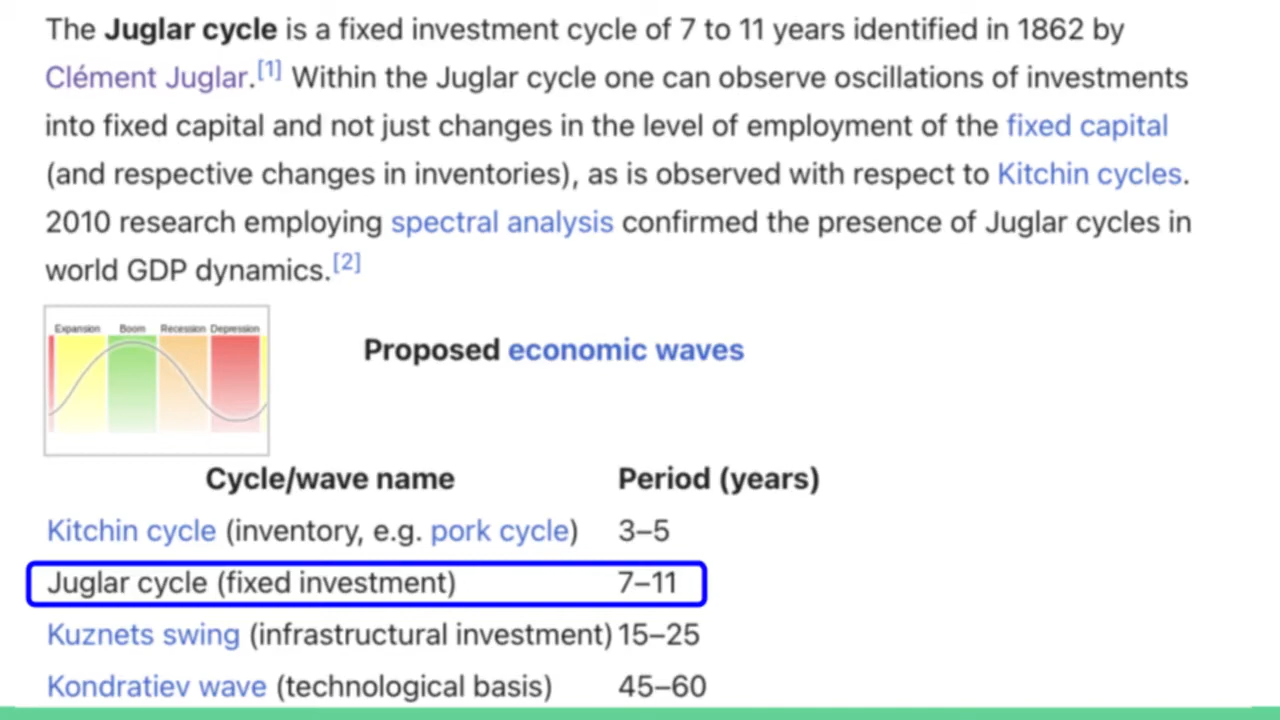 The Juglar cycle is a fixed investment cycle of 7 to 11 years identified in 1862 by
Clément Juglar.[1] Within the Juglar cycle one can observe oscillations of investments
into fixed capital and not just changes in the level of employment of the fixed capital
(and respective changes in inventories), as is observed with respect to Kitchin cycles.
2010 research employing spectral analysis confirmed the presence of Juglar cycles in
world GDP dynamics.[2]
Expansion Boom Recession Depression
Proposed economic waves
Cycle/wave name Period (years)
Kitchin cycle (inventory, e.g. pork cycle) 3–5
Juglar cycle (fixed investment) 7–11
Kuznets swing (infrastructural investment) 15–25
Kondratiev wave (technological basis) 45–60